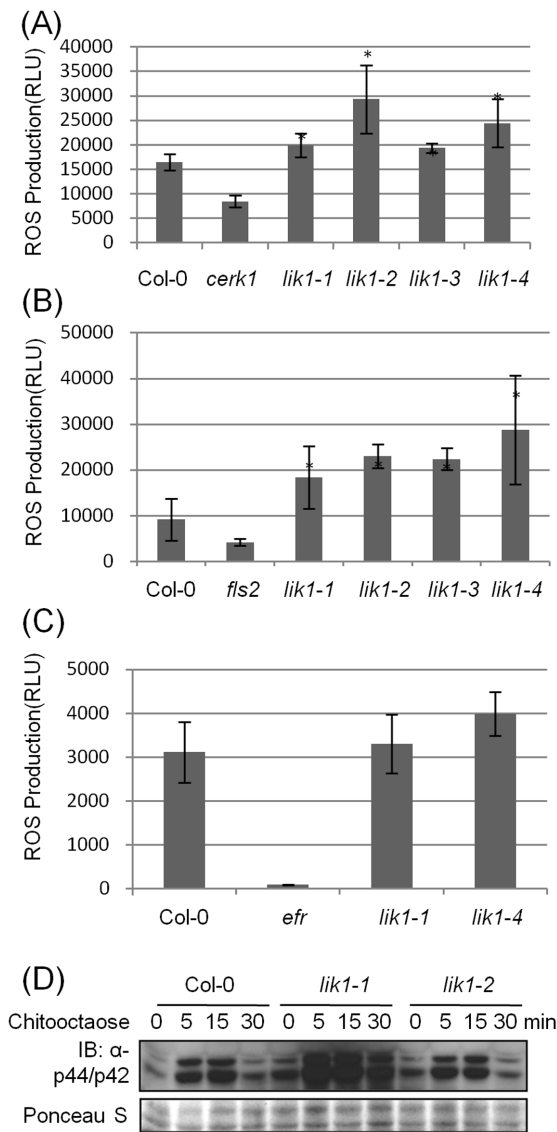 (A)
ROS Production(RLU)
40000
35000
30000
25000
20000
15000
10000
5000
0
* * * *
Col-0 cerk1 lik1-1 lik1-2 lik1-3 lik1-4
(B)
ROS Production(RLU)
50000
40000
30000
20000
10000
0
* * * *
Col-0 fls2 lik1-1 lik1-2 lik1-3 lik1-4
(C)
ROS Production(RLU)
5000
4000
3000
2000
1000
0
Col-0 efr lik1-1 lik1-4
(D)
Col-0 lik1-1 lik1-2
Chitooctaose 0 5 15 30 0 5 15 30 0 5 15 30 min
IB: α-
p44/p42
Ponceau S